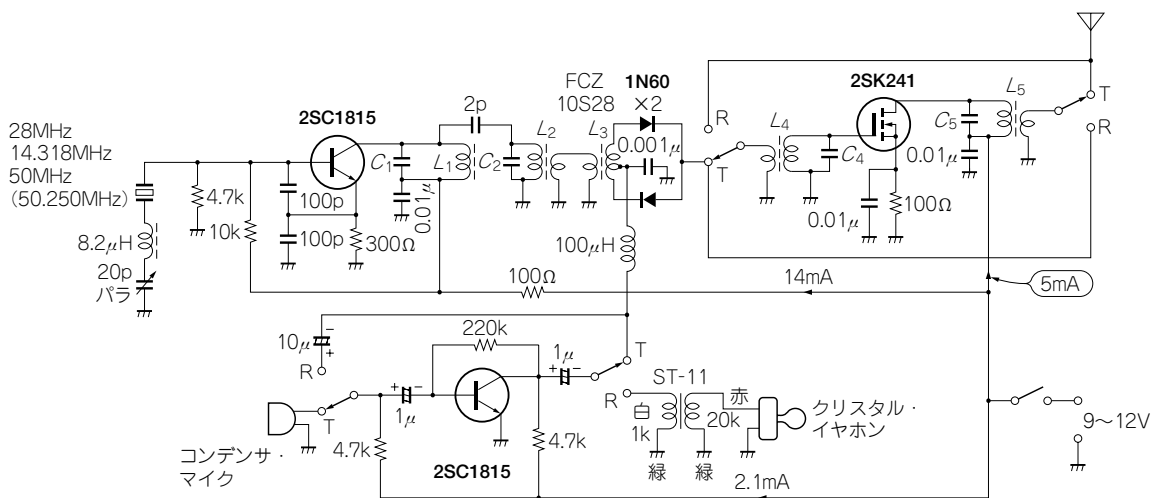 28MHz
14.318MHz
50MHz
(50.250MHz)
8.2μH
20p
パラ
4.7k
10k
100p
100p
2SC1815
300Ω
C1
0.01μ
L1
2p
C2
L2
FCZ
10S28
L3
1N60
×2
0.001μ
100μH
100Ω
R
T
L4
C4
2SK241
0.01μ
100Ω
C5
0.01μ
L5
T
R
14mA
5mA
10μ
−
+
R
T
コンデンサ・
マイク
4.7k
+
−
1μ
220k
2SC1815
4.7k
1μ
+
−
T
R
ST-11
白
1k
緑
赤
20k
緑
クリスタル・
イヤホン
2.1mA
9〜12V